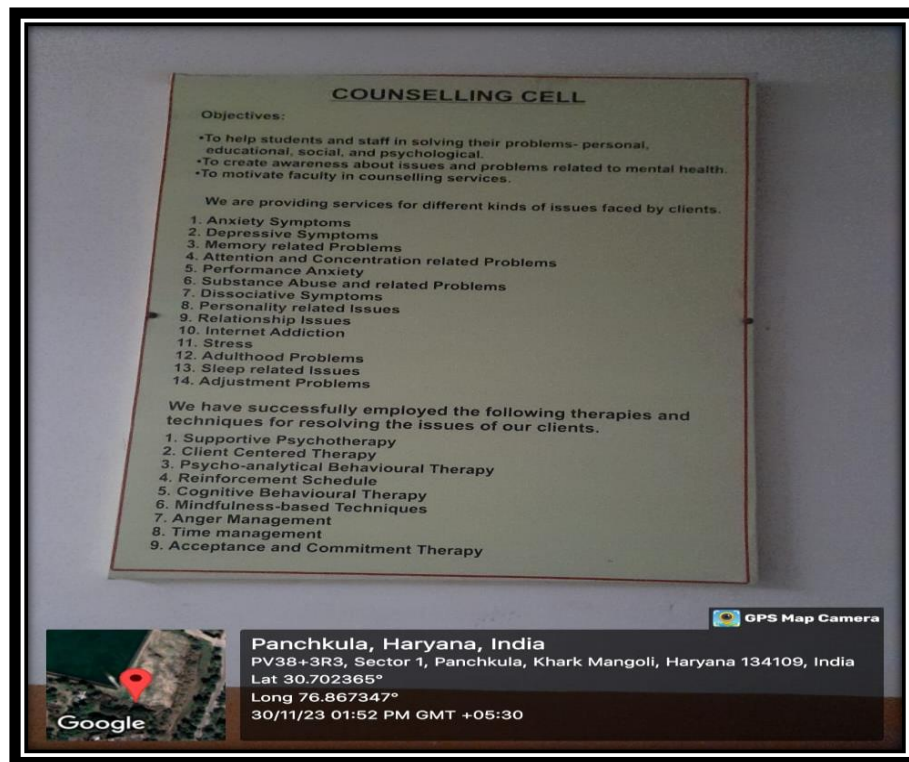 COUNSELLING CELL
Objectives:
•To help students and staff in solving their problems- personal,
educational, social, and psychological.
•To create awareness about issues and problems related to mental health.
•To motivate faculty in counselling services.
We are providing services for different kinds of issues faced by clients.
1. Anxiety Symptoms
2. Depressive Symptoms
3. Memory related Problems
4. Attention and Concentration related Problems
5. Performance Anxiety
6. Substance Abuse and related Problems
7. Dissociative Symptoms
8. Personality related Issues
9. Relationship Issues
10. Internet Addiction
11. Stress
12. Adulthood Problems
13. Sleep related Issues
14. Adjustment Problems
We have successfully employed the following therapies and
techniques for resolving the issues of our clients.
1. Supportive Psychotherapy
2. Client Centered Therapy
3. Psycho-analytical Behavioural Therapy
4. Reinforcement Schedule
5. Cognitive Behavioural Therapy
6. Mindfulness-based Techniques
7. Anger Management
8. Time management
9. Acceptance and Commitment Therapy
GPS Map Camera
Google
Panchkula, Haryana, India
PV38+3R3, Sector 1, Panchkula, Khark Mangoli, Haryana 134109, India
Lat 30.702365°
Long 76.867347°
30/11/23 01:52 PM GMT +05:30